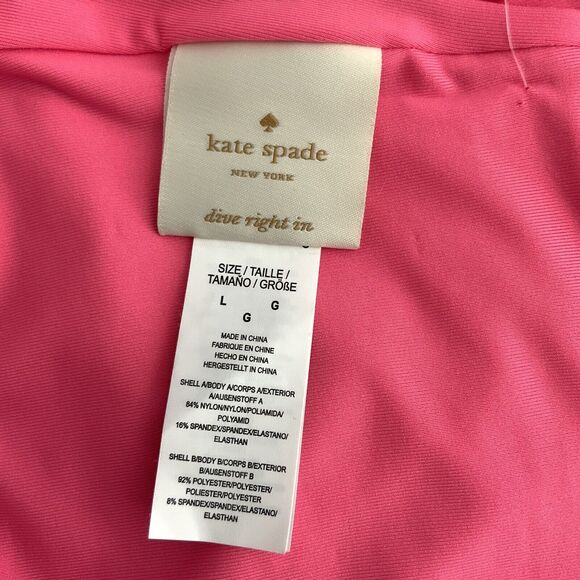 kate spade
NEW YORK
dive right in
SIZE / TAILLE /
TAMAÑO / GRÖßE
L G
G
MADE IN CHINA
FABRIQUE EN CHINE
HECHO EN CHINA
HERGESTELLT IN CHINA
SHELL A/BODY A/CORPS A/EXTERIOR
A/AUßENSTOFF A
84% NYLON/NYLON/POLIAMIDA/
POLYAMID
16% SPANDEX/SPANDEX/ELASTANO/
ELASTHAN
SHELL B/BODY B/CORPS B/EXTERIOR
B/AUßENSTOFF B
92% POLYESTER/POLYESTER/
POLIESTER/POLYESTER
8% SPANDEX/SPANDEX/ELASTANO/
ELASTHAN